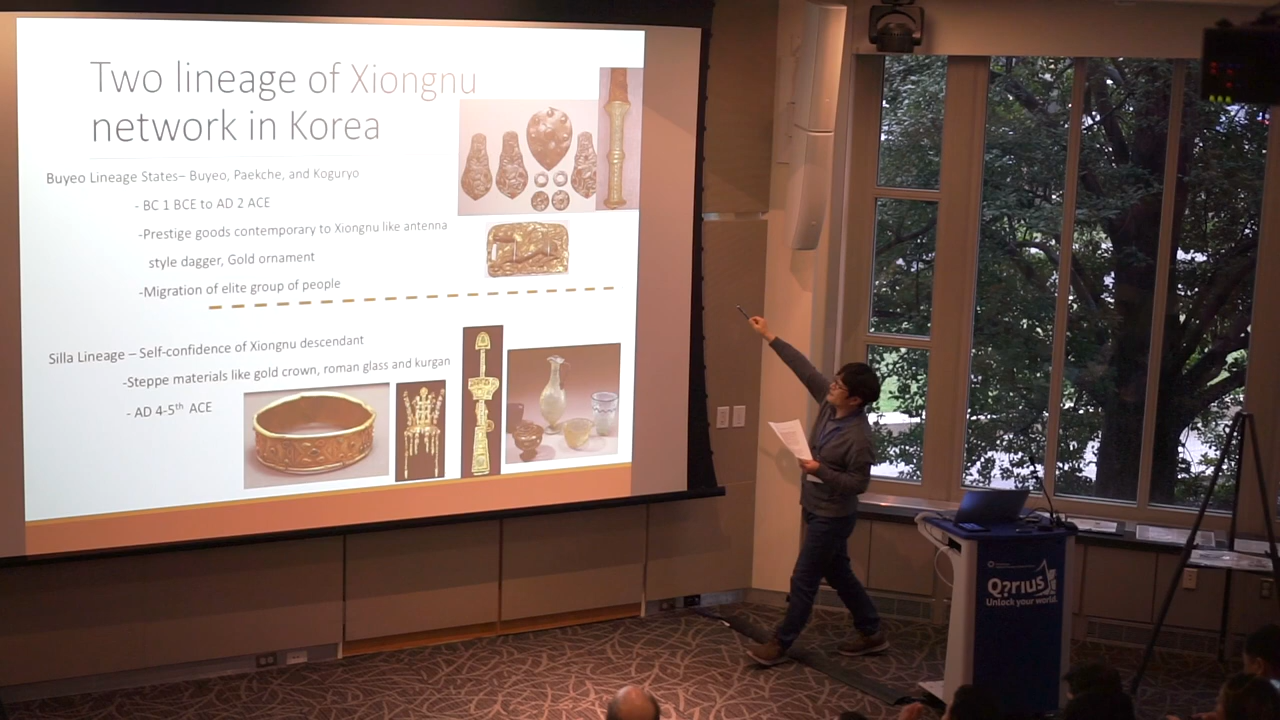 Two lineage of Xiongnu
network in Korea
Buyeo Lineage States– Buyeo, Paekche, and Koguryo
- BC 1 BCE to AD 2 ACE
-Prestige goods contemporary to Xiongnu like antenna
style dagger, Gold ornament
-Migration of elite group of people
Silla Lineage – Self-confidence of Xiongnu descendant
-Steppe materials like gold crown, roman glass and kurgan
- AD 4-5th ACE
Q?rius
Unlock your world.